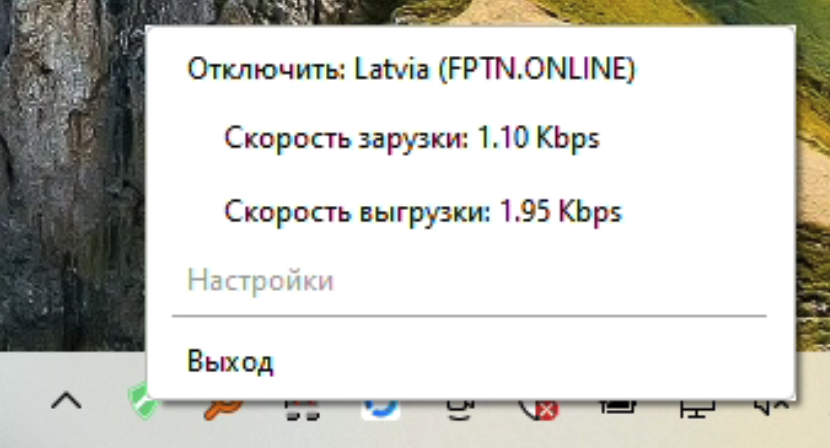 Отключить: Latvia (FPTN.ONLINE)
Скорость зарузки: 1.10 Kbps
Скорость выгрузки: 1.95 Kbps
Настройки
Выход